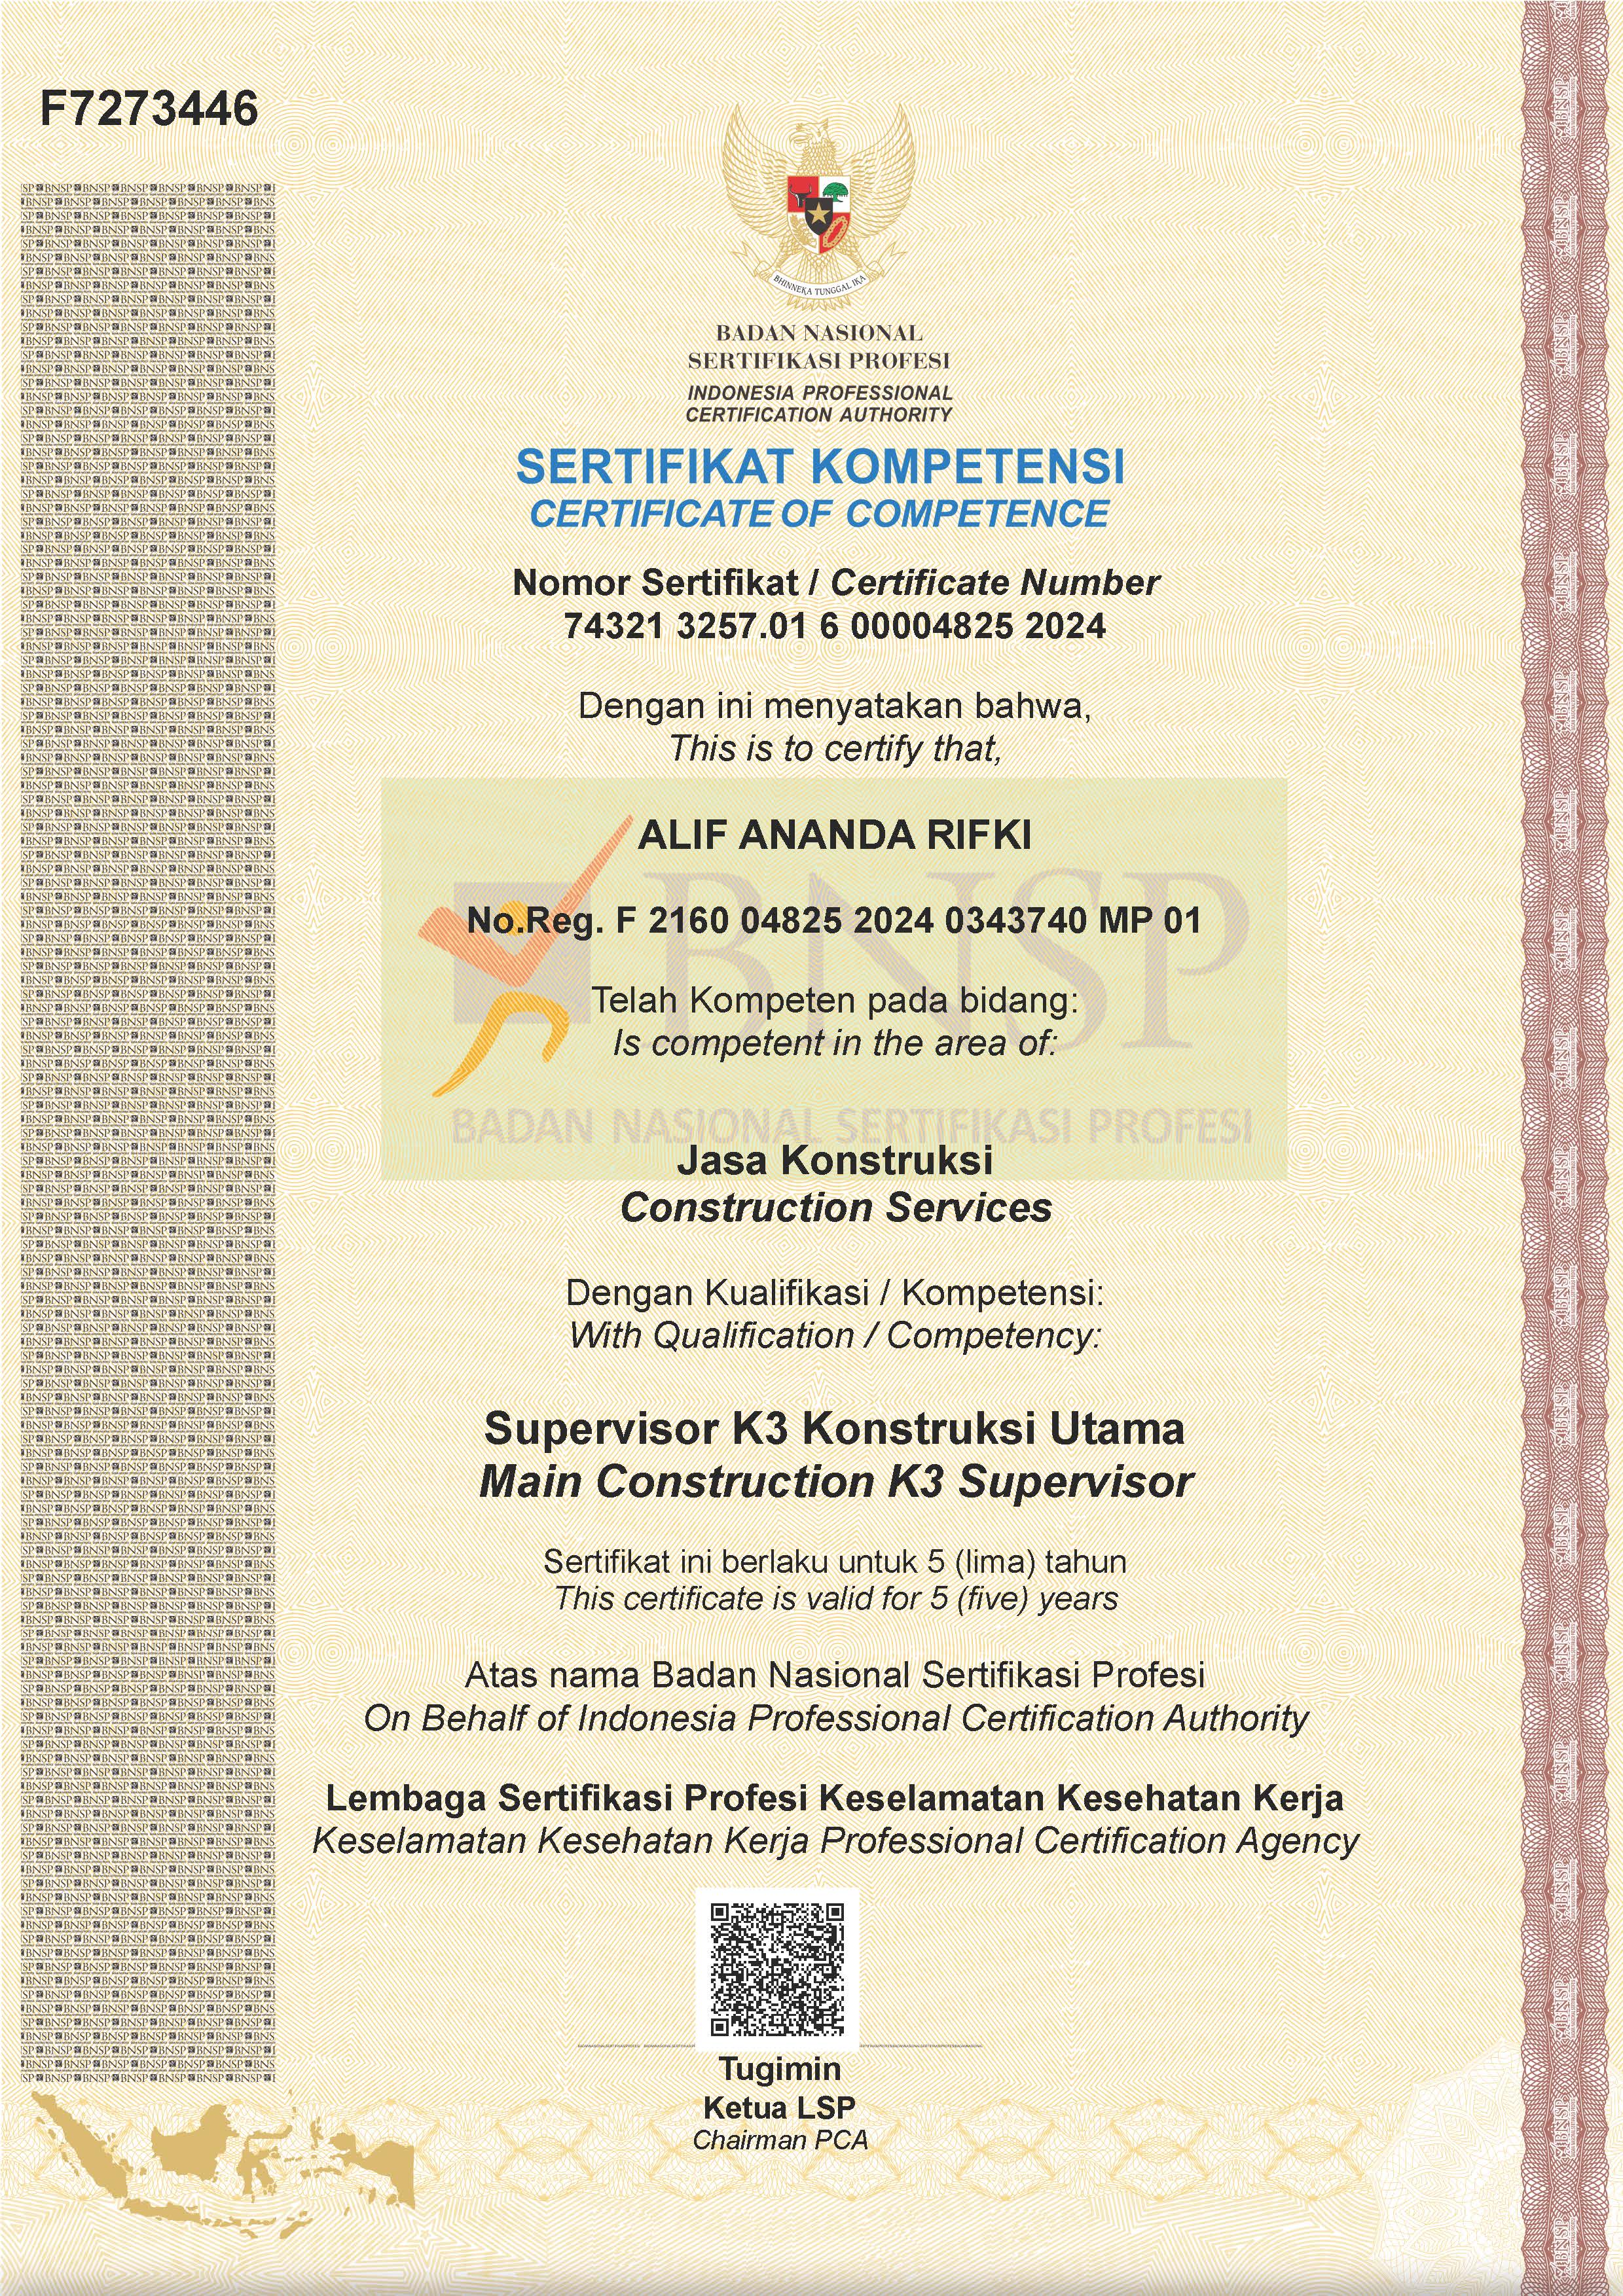 F7273446
BHINNEKA TUNGGAL IKA
BADAN NASIONAL
SERTIFIKASI PROFESI
INDONESIA PROFESSIONAL
CERTIFICATION AUTHORITY
SERTIFIKAT KOMPETENSI
CERTIFICATE OF COMPETENCE
Nomor Sertifikat / Certificate Number
74321 3257.01 6 00004825 2024
Dengan ini menyatakan bahwa,
This is to certify that,
ALIF ANANDA RIFKI
BNSP
No.Reg. F 2160 04825 2024 0343740 MP 01
Telah Kompeten pada bidang:
Is competent in the area of:
BADAN NASIONAL SERTIFIKASI PROFESI
Jasa Konstruksi
Construction Services
Dengan Kualifikasi / Kompetensi:
With Qualification / Competency:
Supervisor K3 Konstruksi Utama
Main Construction K3 Supervisor
Sertifikat ini berlaku untuk 5 (lima) tahun
This certificate is valid for 5 (five) years
Atas nama Badan Nasional Sertifikasi Profesi
On Behalf of Indonesia Professional Certification Authority
Lembaga Sertifikasi Profesi Keselamatan Kesehatan Kerja
Keselamatan Kesehatan Kerja Professional Certification Agency
Tugimin
Ketua LSP
Chairman PCA